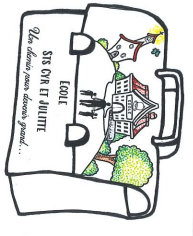 ECOLE
STS CYR ET JULITTE
Un chemin pour devenir grand...